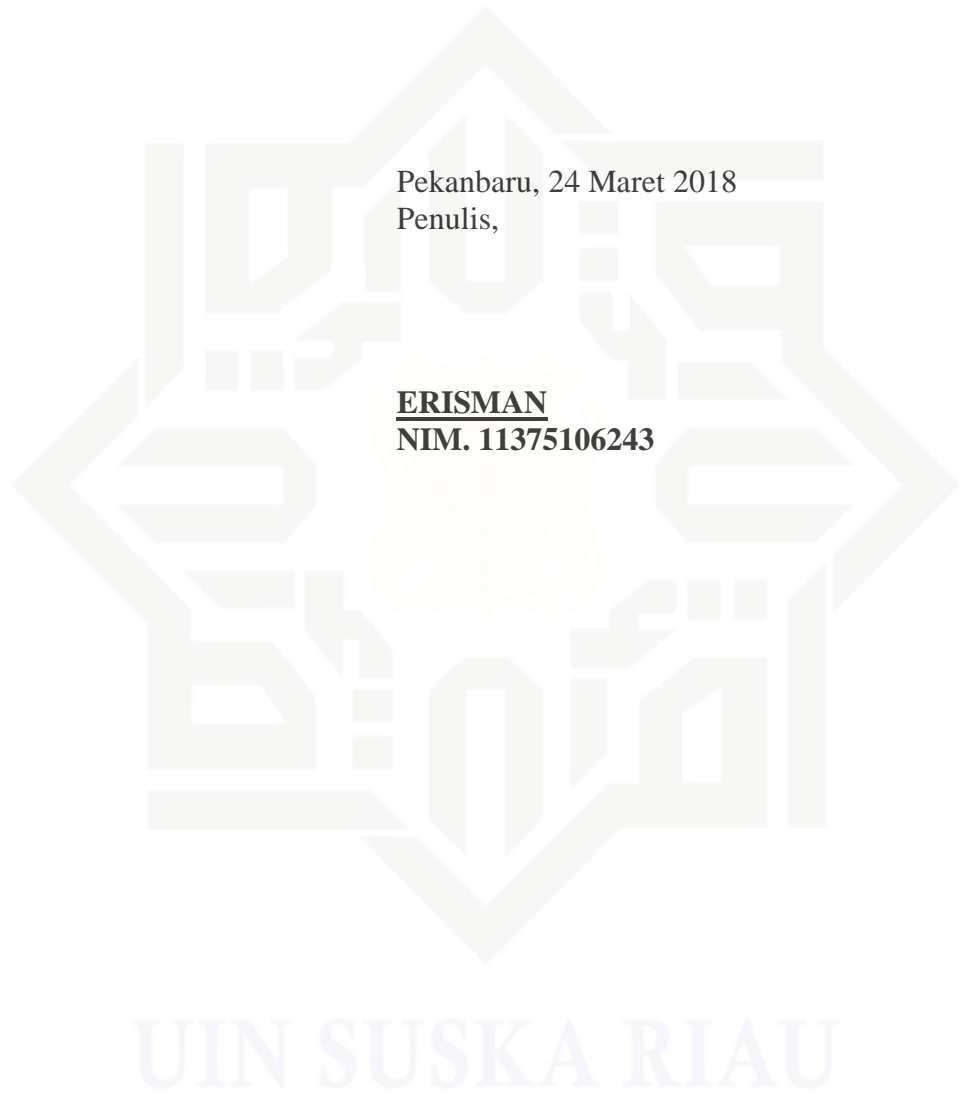 Pekanbaru, 24 Maret 2018
Penulis,
ERISMAN
NIM. 11375106243
UIN SUSKA RIAU